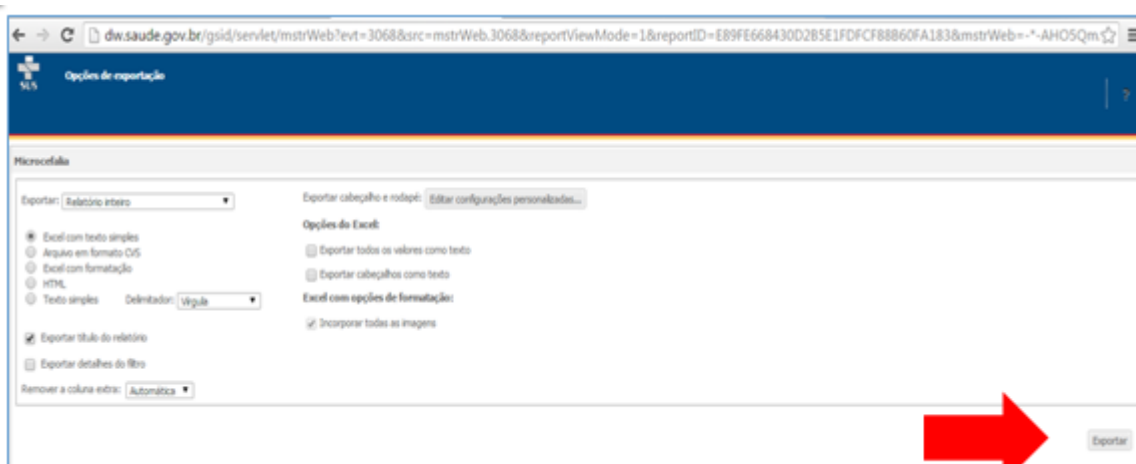 dw.saude.gov.br/gsid/servlet/mstrWeb?evt=3068&src=mstrWeb.3068&reportViewMode=1&reportID=E89FE668430D2B5E1FDFCF88860FA183&mstrWeb=-*-AHO5Qm
SUS
Opções de exportação
?
Microcefalia
Exportar: Relatório inteiro
Exportar cabeçalho e rodapé: Editar configurações personalizadas...
Opções do Excel:
Excel com texto simples
Exportar todos os valores como texto
Arquivo em formato CVS
Excel com formatação
Exportar cabeçalhos como texto
HTML
Texto simples Delimitador: Vírgula
Excel com opções de formatação:
Incorporar todas as imagens
Exportar título do relatório
Exportar detalhes do filtro
Remover a coluna extra: Automática
Exportar